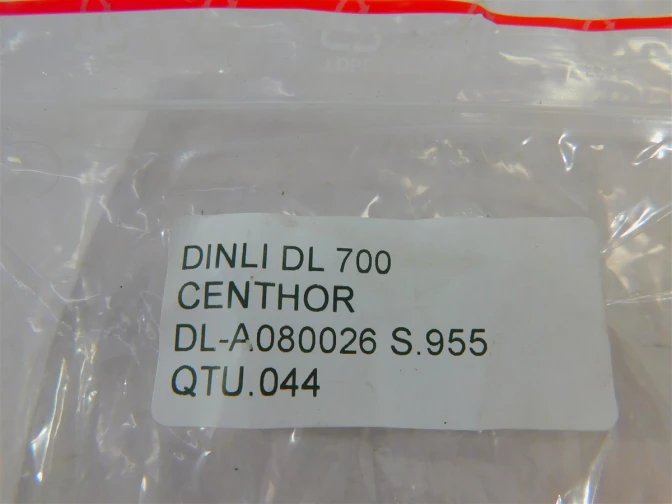 DINLI DL 700
CENTHOR
DL-A080026 S.955
QTU.044